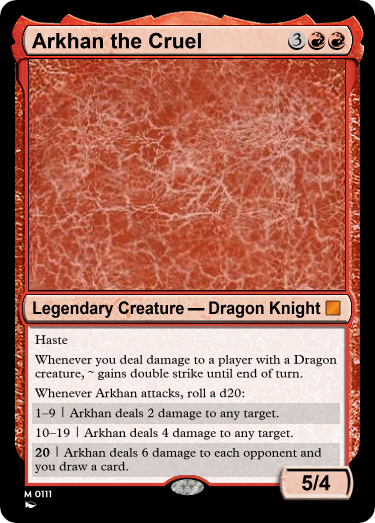 Arkhan the Cruel 3
Legendary Creature — Dragon Knight
Haste
Whenever you deal damage to a player with a Dragon
creature, ~ gains double strike until end of turn.
Whenever Arkhan attacks, roll a d20:
1–9 | Arkhan deals 2 damage to any target.
10–19 | Arkhan deals 4 damage to any target.
20 | Arkhan deals 6 damage to each opponent and
you draw a card.
5/4
M 0111